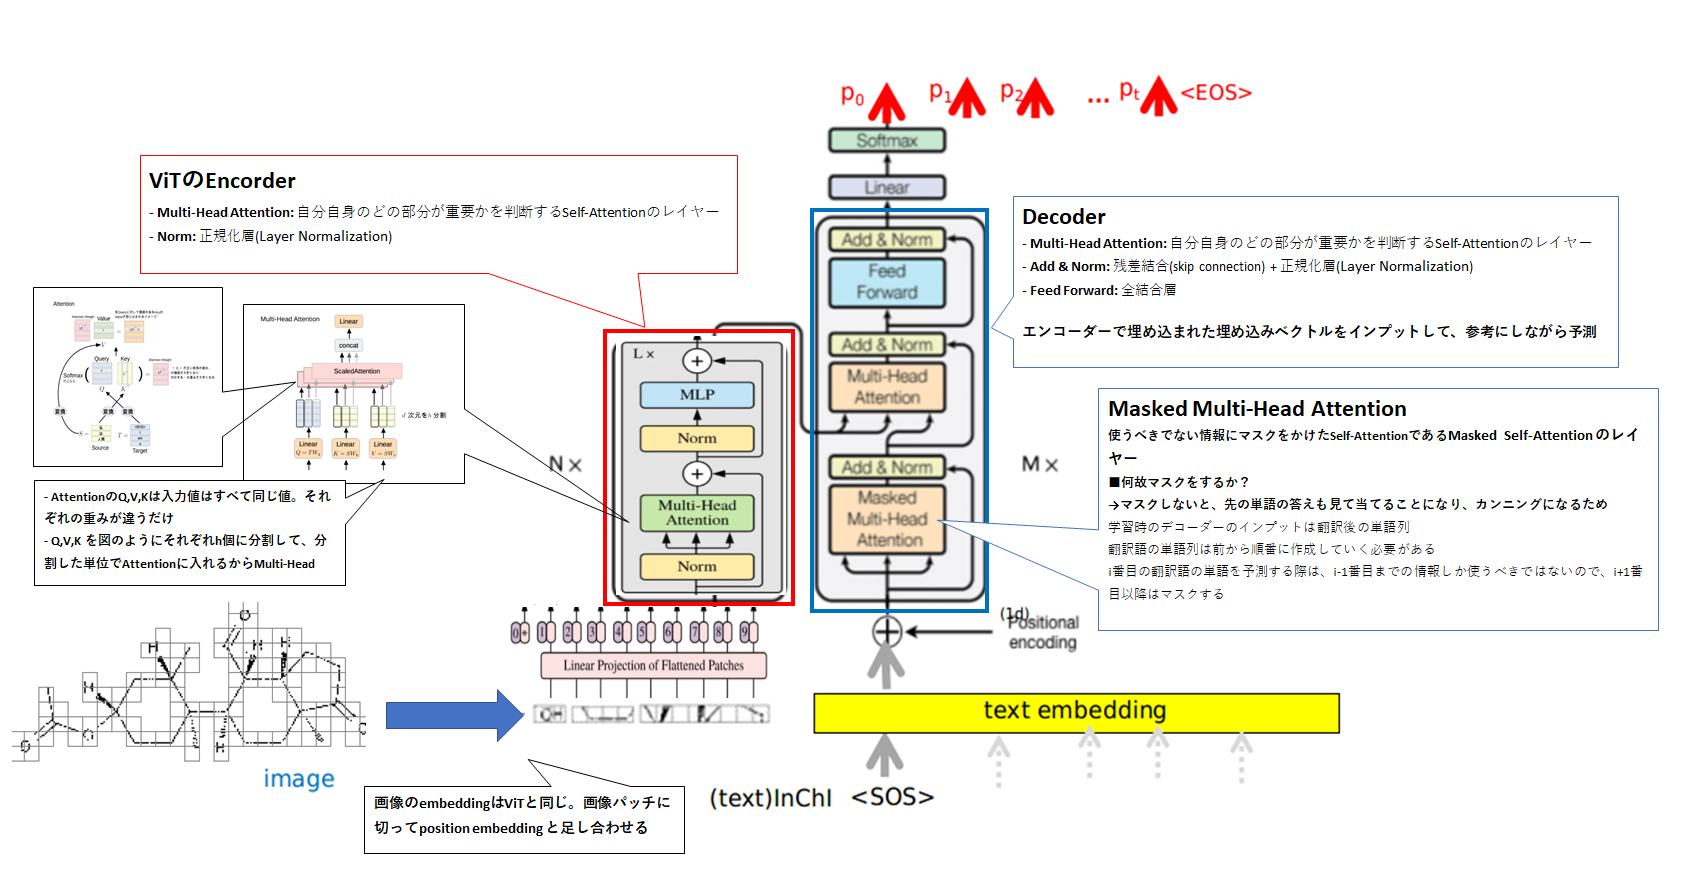 p0 p1 p2 ... pt <EOS>
Softmax
Linear
ViTのEncorder
- Multi-Head Attention: 自分自身のどの部分が重要かを判断するSelf-Attentionのレイヤー
- Norm: 正規化層(Layer Normalization)
Decoder
- Multi-Head Attention: 自分自身のどの部分が重要かを判断するSelf-Attentionのレイヤー
- Add & Norm: 残差結合(skip connection) + 正規化層(Layer Normalization)
- Feed Forward: 全結合層
エンコーダーで埋め込まれた埋め込みベクトルをインプットして、参考にしながら予測
Add & Norm
Feed
Forward
Add & Norm
Multi-Head
Attention
Add & Norm
Masked
Multi-Head
Attention
M ×
Attention
Attention Weight
Value
V
Query
Key
Attention Weight
Softmax
Q
K
変換
変換
変換
S =
T =
<EOS>
Source
Target
Multi-Head Attention
Linear
concat
ScaledAttention
d 次元を h 分割
Linear
Linear
Linear
L ×
MLP
Norm
Multi-Head
Attention
Norm
N ×
Masked Multi-Head Attention
使うべきでない情報にマスクをかけたSelf-AttentionであるMasked Self-Attention のレイ
ヤー
■何故マスクをするか？
→マスクしないと、先の単語の答えも見て当てることになり、カンニングになるため
学習時のデコーダーのインプットは翻訳後の単語列
翻訳語の単語列は前から順番に作成していく必要がある
i番目の翻訳語の単語を予測する際は、i-1番目までの情報しか使うべきではないので、i+1番
目以降はマスクする
- AttentionのQ,V,Kは入力値はすべて同じ値。それ
ぞれの重みが違うだけ
- Q,V,K を図のようにそれぞれh個に分割して、分
割した単位でAttentionに入れるからMulti-Head
0 * 1 2 3 4 5 6 7 8 9
Linear Projection of Flattened Patches
(1d)
Positional
encoding
text embedding
image
(text)InChI <SOS>
画像のembeddingはViTと同じ。画像パッチに
切ってposition embedding と足し合わせる